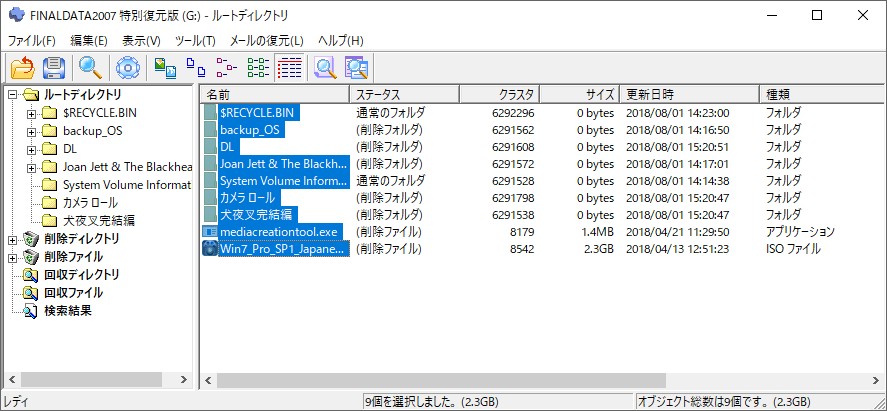 FINALDATA2007 特別復元版 (G:) - ルートディレクトリ
ファイル(F) 編集(E) 表示(V) ツール(T) メールの復元(L) ヘルプ(H)
ルートディレクトリ
$RECYCLE.BIN
backup_OS
DL
Joan Jett & The Blackhea
System Volume Informat
カメラロール
犬夜叉完結編
削除ディレクトリ
削除ファイル
回収ディレクトリ
回収ファイル
検索結果
名前 ステータス クラスタ サイズ 更新日時 種類
$RECYCLE.BIN 通常のフォルダ 6292296 0 bytes 2018/08/01 14:23:00 フォルダ
backup_OS (削除フォルダ) 6291562 0 bytes 2018/08/01 14:16:50 フォルダ
DL (削除フォルダ) 6291608 0 bytes 2018/08/01 15:20:51 フォルダ
Joan Jett & The Blackh... (削除フォルダ) 6291572 0 bytes 2018/08/01 14:17:01 フォルダ
System Volume Inform... 通常のフォルダ 6291528 0 bytes 2018/08/01 14:14:38 フォルダ
カメラロール (削除フォルダ) 6291798 0 bytes 2018/08/01 15:20:47 フォルダ
犬夜叉完結編 (削除フォルダ) 6291538 0 bytes 2018/08/01 15:20:47 フォルダ
mediacreationtool.exe (削除ファイル) 8179 1.4MB 2018/04/21 11:29:50 アプリケーション
Win7_Pro_SP1_Japane... (削除ファイル) 8542 2.3GB 2018/04/13 12:51:23 ISO ファイル
レディ 9個を選択しました。(2.3GB) オブジェクト総数は9個です。(2.3GB)